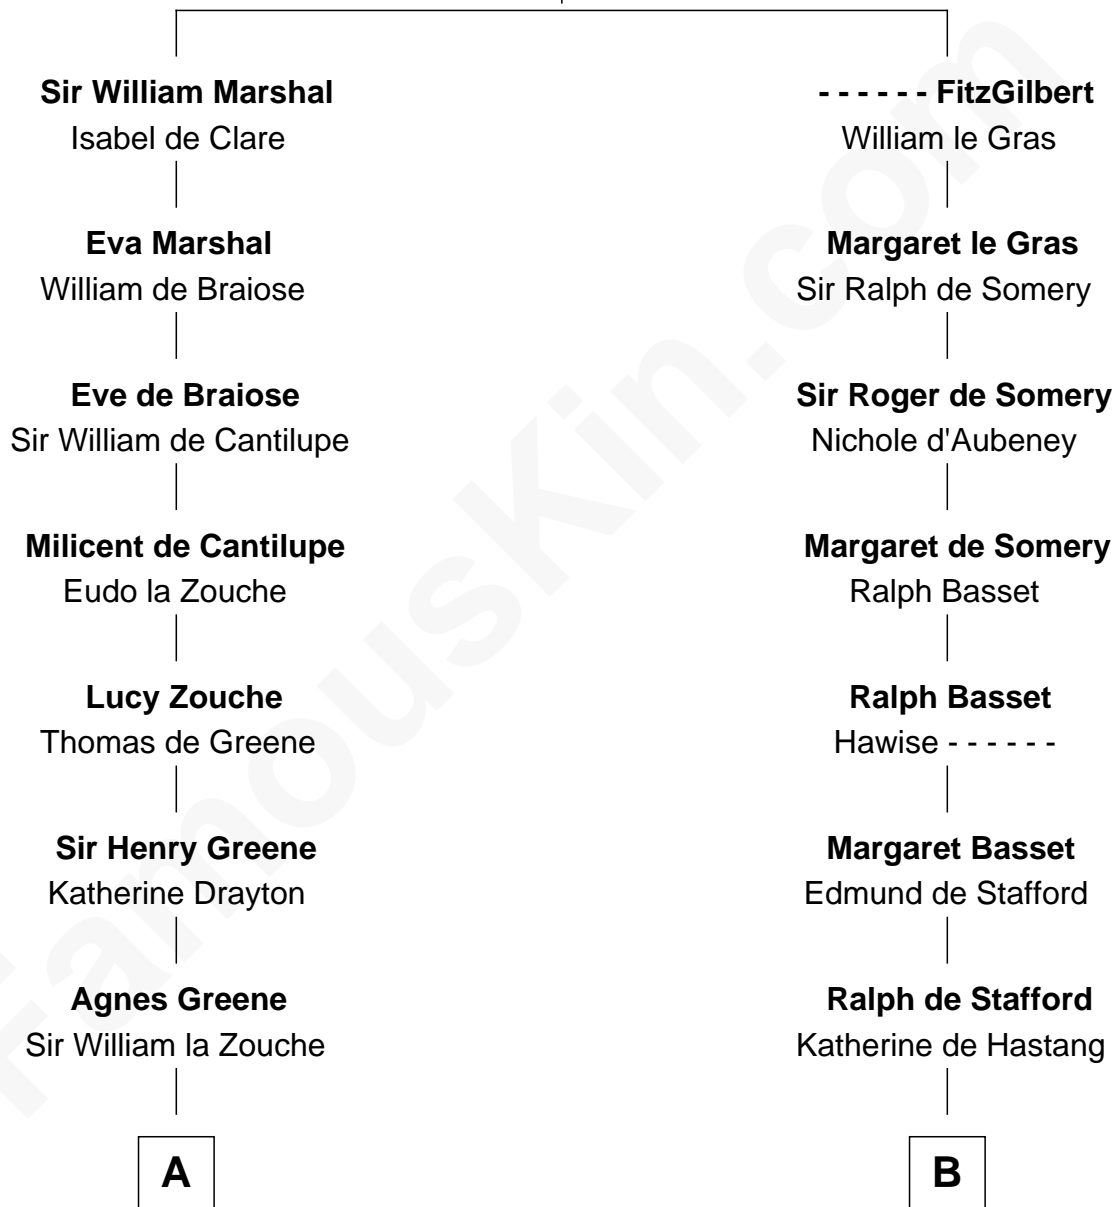 Sir William Marshal
Isabel de Clare
Eva Marshal
William de Braiose
Eve de Braiose
Sir William de Cantilupe
Milicent de Cantilupe
Eudo la Zouche
Lucy Zouche
Thomas de Greene
Sir Henry Greene
Katherine Drayton
Agnes Greene
Sir William la Zouche
A
- - - - - - FitzGilbert
William le Gras
Margaret le Gras
Sir Ralph de Somery
Sir Roger de Somery
Nichole d'Aubeney
Margaret de Somery
Ralph Basset
Ralph Basset
Hawise - - - - - -
Margaret Basset
Edmund de Stafford
Ralph de Stafford
Katherine de Hastang
B
FamousKin.com